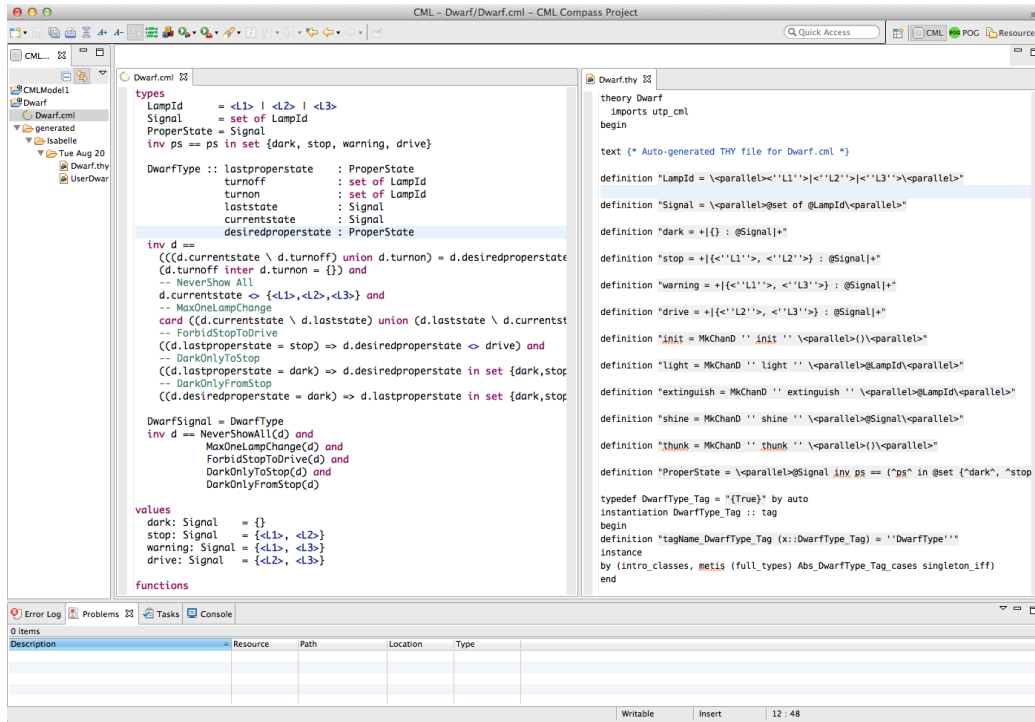 CML - Dwarf/Dwarf.cml - CML Compass Project
Quick Access
CML
POG
Resource
CML...
CMLModel1
Dwarf
Dwarf.cml
generated
Isabelle
Tue Aug 20
Dwarf.thy
UserDwar
Dwarf.cml
types
LampId = <L1> | <L2> | <L3>
Signal = set of LampId
ProperState = Signal
inv ps == ps in set {dark, stop, warning, drive}
DwarfType :: lastproperstate : ProperState
turnoff : set of LampId
turnon : set of LampId
laststate : Signal
currentstate : Signal
desiredproperstate : ProperState
inv d ==
(((d.currentstate \ d.turnoff) union d.turnon) = d.desiredproperstate
(d.turnoff inter d.turnon = {}) and
-- NeverShow All
d.currentstate <> {<L1>,<L2>,<L3>} and
-- MaxOneLampChange
card ((d.currentstate \ d.laststate) union (d.laststate \ d.currentst
-- ForbidStopToDrive
((d.lastproperstate = stop) => d.desiredproperstate <> drive) and
-- DarkOnlyToStop
((d.lastproperstate = dark) => d.desiredproperstate in set {dark,stop
-- DarkOnlyFromStop
((d.desiredproperstate = dark) => d.lastproperstate in set {dark,stop
DwarfSignal = DwarfType
inv d == NeverShowAll(d) and
MaxOneLampChange(d) and
ForbidStopToDrive(d) and
DarkOnlyToStop(d) and
DarkOnlyFromStop(d)
values
dark: Signal = {}
stop: Signal = {<L1>, <L2>}
warning: Signal = {<L1>, <L3>}
drive: Signal = {<L2>, <L3>}
functions
Dwarf.thy
theory Dwarf
imports utp_cml
begin
text {* Auto-generated THY file for Dwarf.cml *}
definition "LampId = \<parallel><''L1''>|<''L2''>|<''L3''>\<parallel>"
definition "Signal = \<parallel>@set of @LampId\<parallel>"
definition "dark = +|{} : @Signal|+"
definition "stop = +|{<''L1''>, <''L2''>} : @Signal|+"
definition "warning = +|{<''L1''>, <''L3''>} : @Signal|+"
definition "drive = +|{<''L2''>, <''L3''>} : @Signal|+"
definition "init = MkChanD '' init '' \<parallel>()\<parallel>"
definition "light = MkChanD '' light '' \<parallel>@LampId\<parallel>"
definition "extinguish = MkChanD '' extinguish '' \<parallel>@LampId\<parallel>"
definition "shine = MkChanD '' shine '' \<parallel>@Signal\<parallel>"
definition "thunk = MkChanD '' thunk '' \<parallel>()\<parallel>"
definition "ProperState = \<parallel>@Signal inv ps == (^ps^ in @set {^dark^, ^stop
typedef DwarfType_Tag = "{True}" by auto
instantiation DwarfType_Tag :: tag
begin
definition "tagName_DwarfType_Tag (x::DwarfType_Tag) = ''DwarfType''"
instance
by (intro_classes, metis (full_types) Abs_DwarfType_Tag_cases singleton_iff)
end
Error Log
Problems
Tasks
Console
0 items
Description
Resource
Path
Location
Type
Writable
Insert
12 : 48